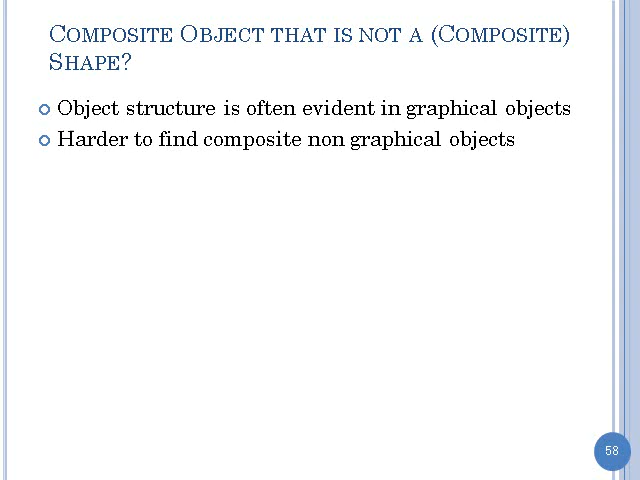 COMPOSITE OBJECT THAT IS NOT A (COMPOSITE)
SHAPE?
Object structure is often evident in graphical objects
Harder to find composite non graphical objects
58